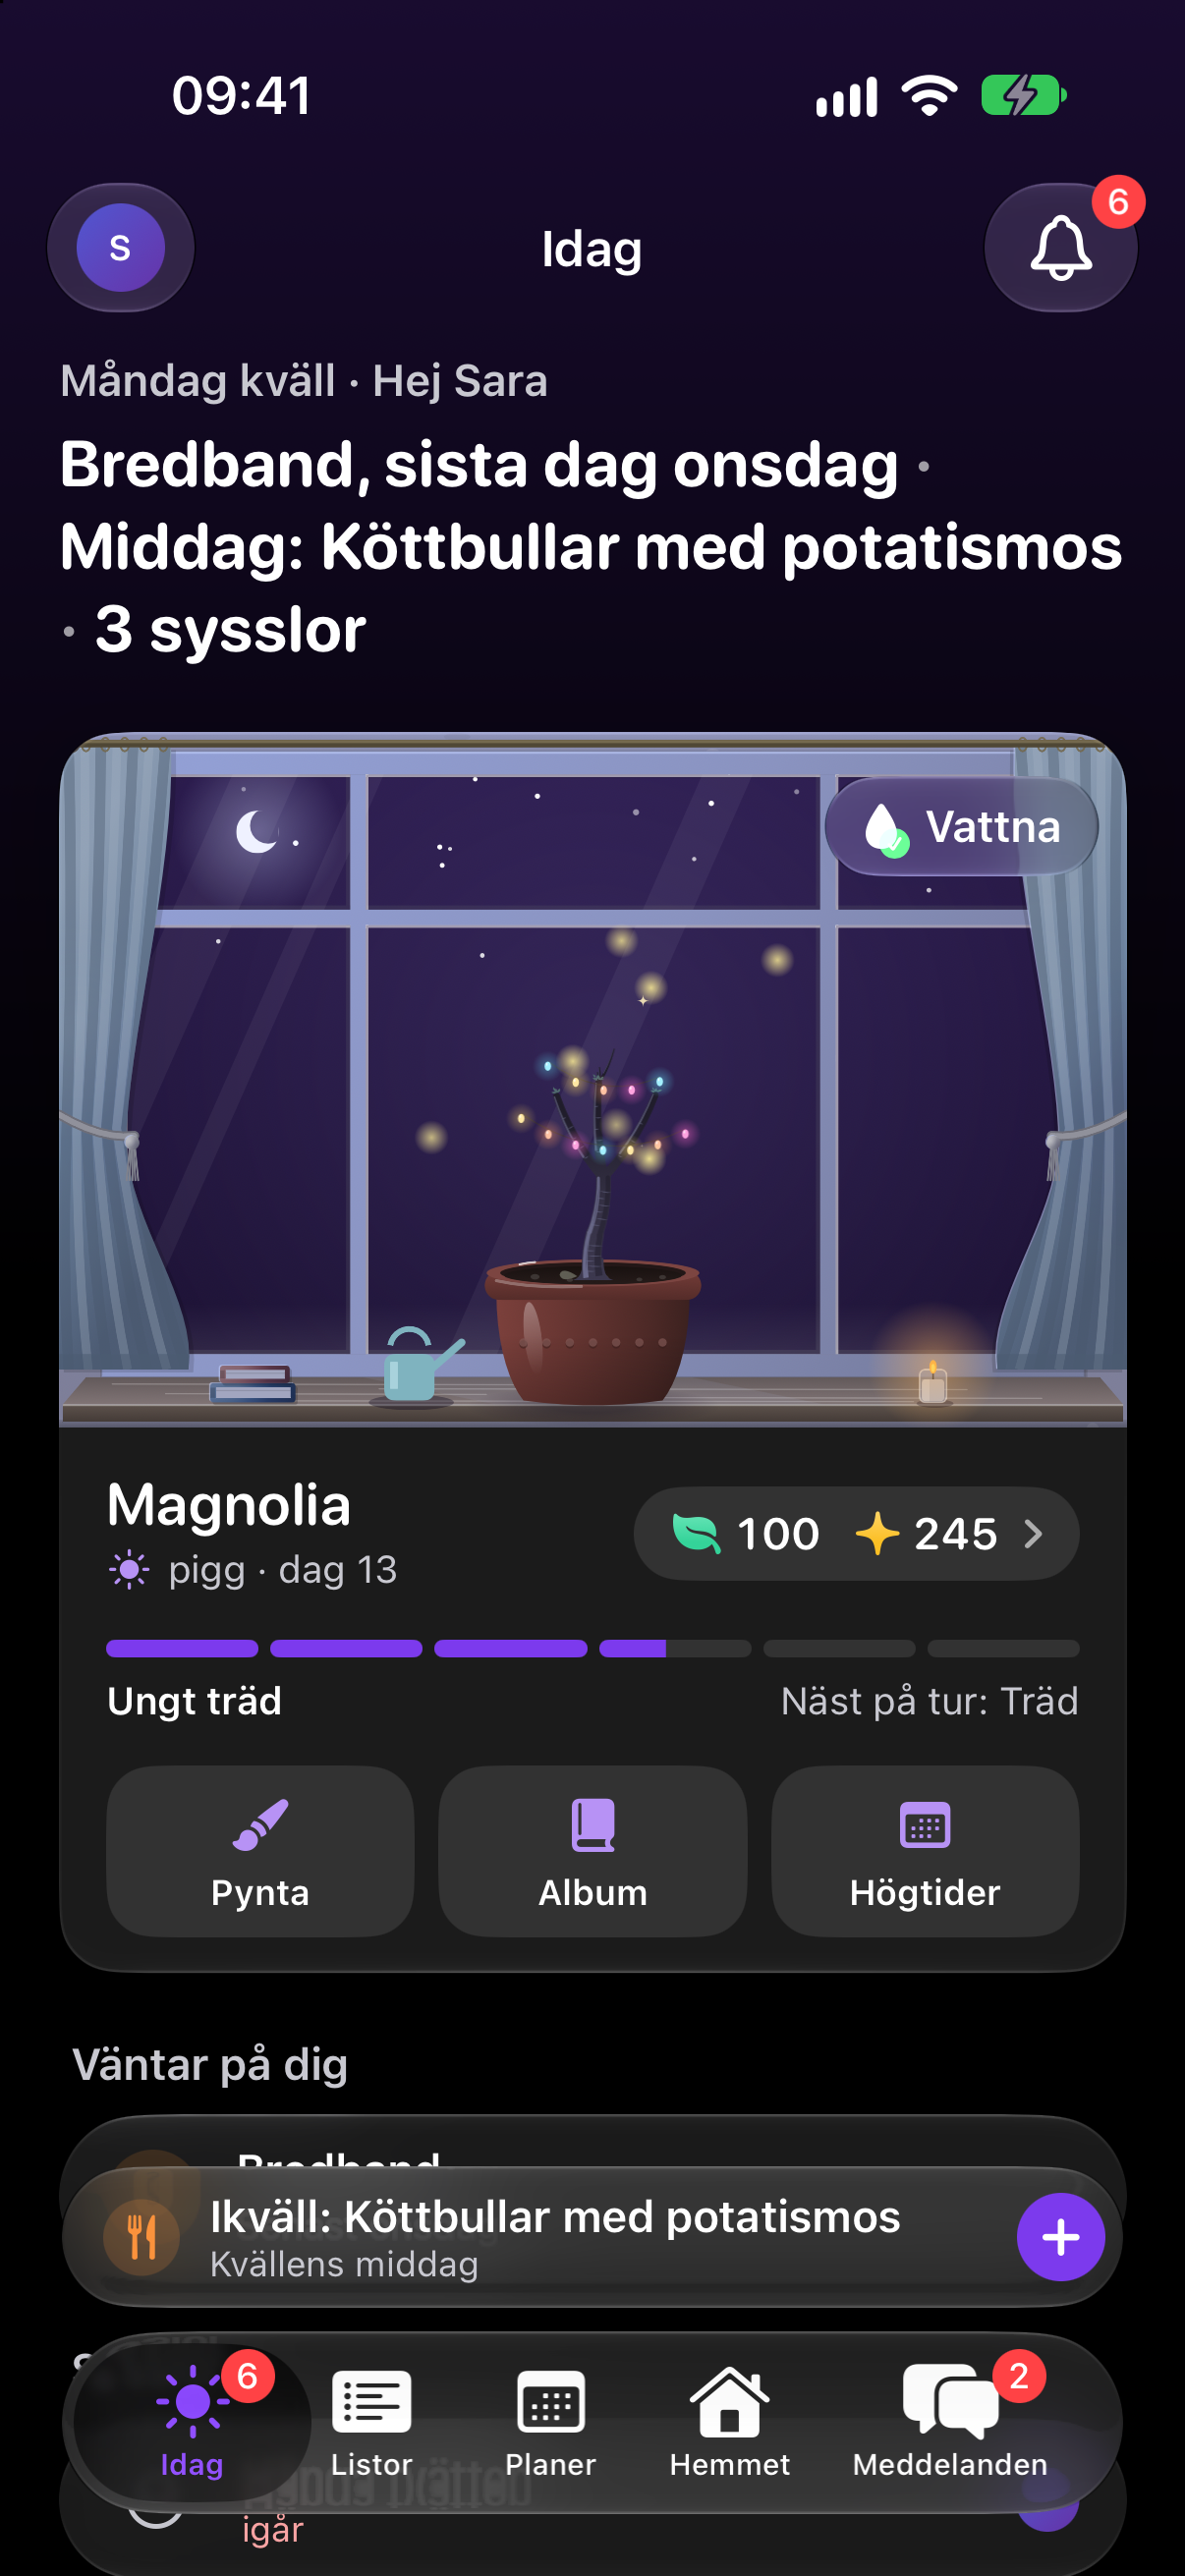 09:41
S
Idag
6
Måndag kväll · Hej Sara
Bredband, sista dag onsdag ·
Middag: Köttbullar med potatismos
· 3 sysslor
Vattna
Magnolia
100
245
pigg · dag 13
Ungt träd
Näst på tur: Träd
Pynta
Album
Högtider
Väntar på dig
Bredband
Ikväll: Köttbullar med potatismos
Kvällens middag
6
2
Idag
Listor
Planer
Hemmet
Meddelanden
igår